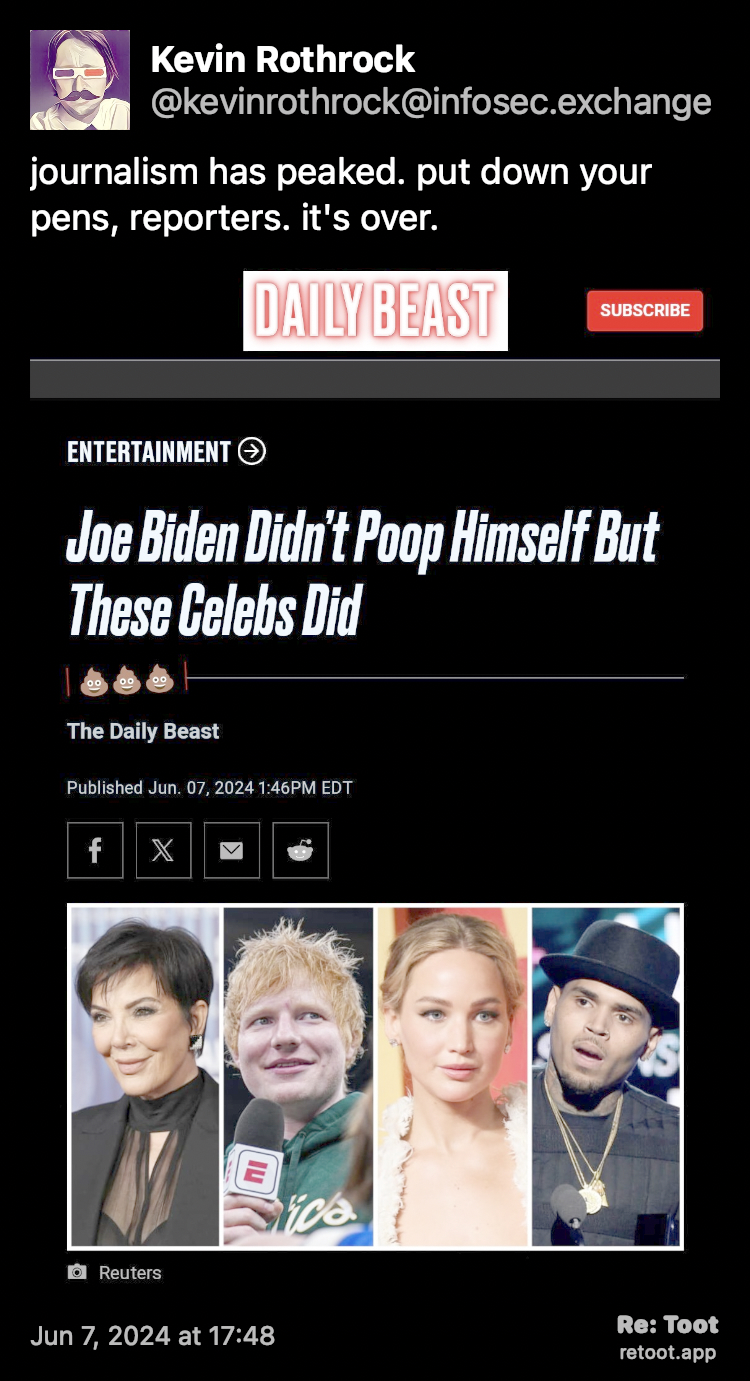 Kevin Rothrock
@kevinrothrock@infosec.exchange
journalism has peaked. put down your
pens, reporters. it's over.
DAILY BEAST
SUBSCRIBE
ENTERTAINMENT
Joe Biden Didn't Poop Himself But
These Celebs Did
💩💩💩
The Daily Beast
Published Jun. 07, 2024 1:46PM EDT
Reuters
Jun 7, 2024 at 17:48
Re: Toot
retoot.app